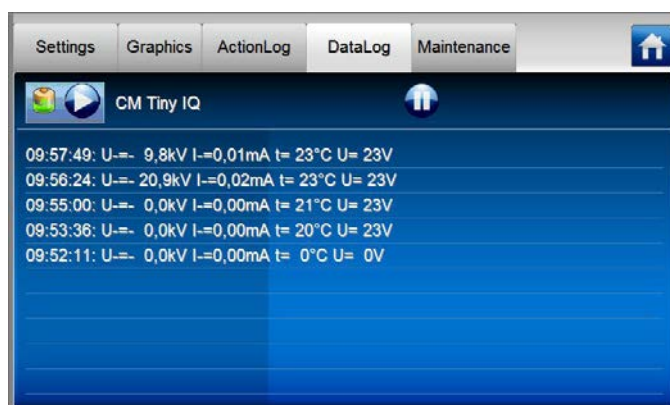 Settings Graphics ActionLog DataLog Maintenance
CM Tiny IQ
09:57:49: U-=- 9,8kV I-=0,01mA t= 23°C U= 23V
09:56:24: U-=- 20,9kV I-=0,02mA t= 23°C U= 23V
09:55:00: U-=- 0,0kV I-=0,00mA t= 21°C U= 23V
09:53:36: U-=- 0,0kV I-=0,00mA t= 20°C U= 23V
09:52:11: U-=- 0,0kV I-=0,00mA t= 0°C U= 0V